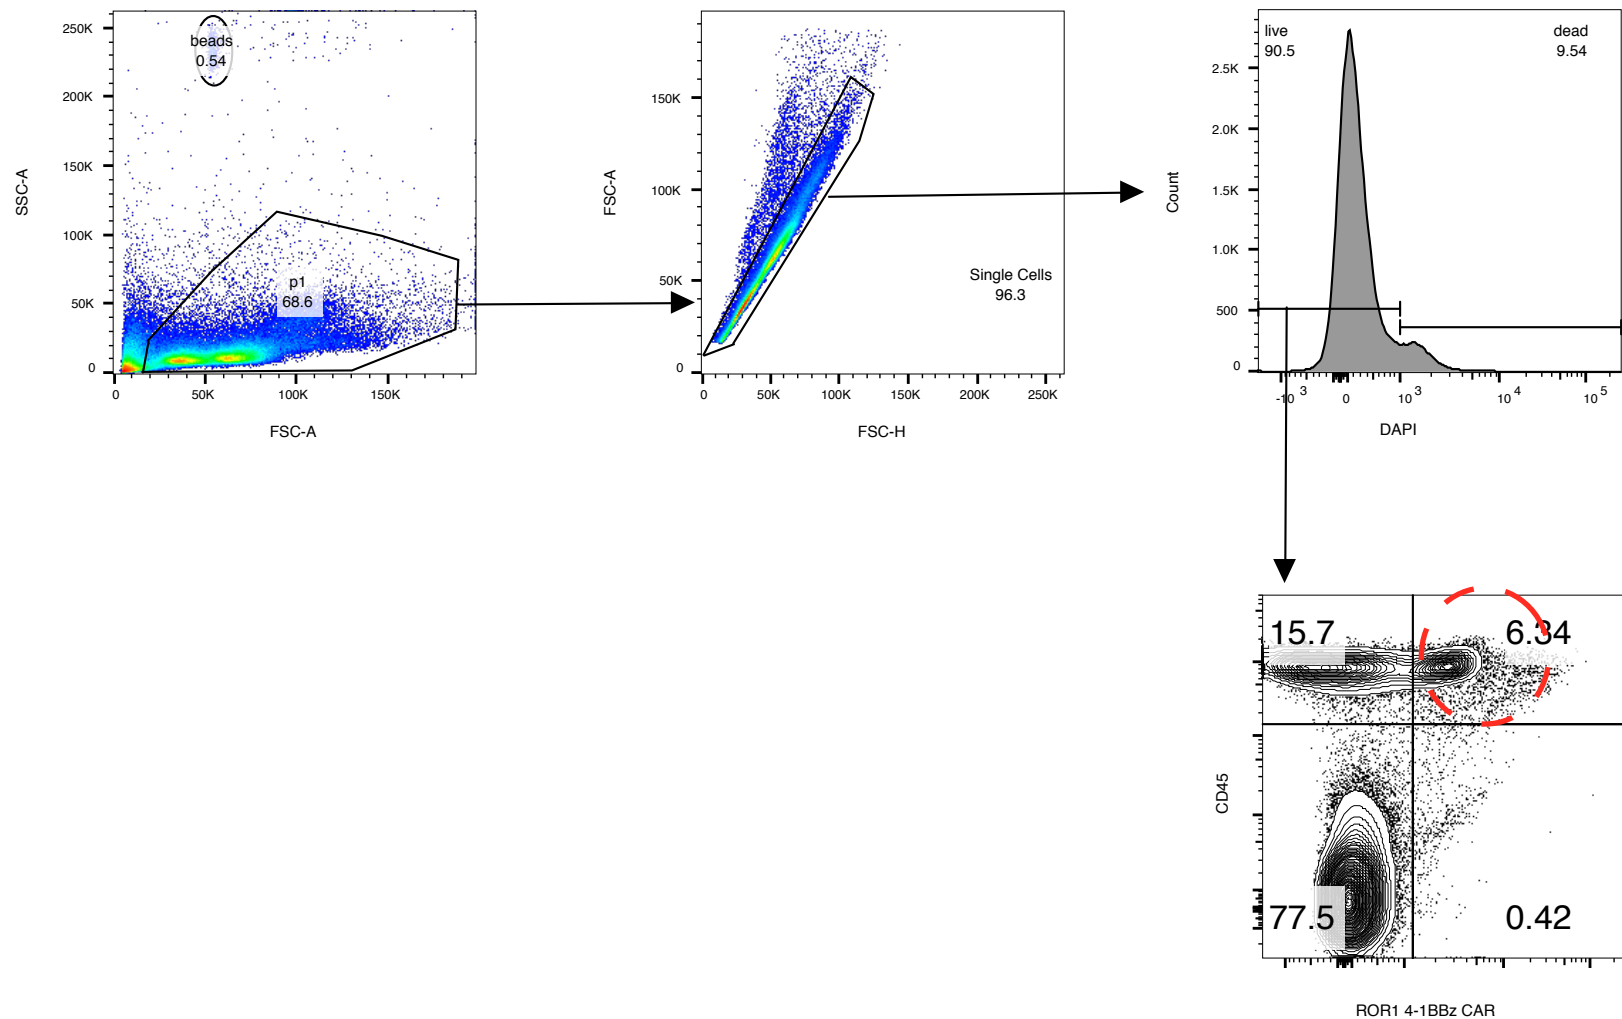 250K
200K
150K
100K
50K
0
SSC-A
beads
0.54
p1
68.6
0
50K
100K
150K
FSC-A
150K
100K
50K
0
FSC-A
Single Cells
96.3
0
50K
100K
150K
200K
250K
FSC-H
live
90.5
dead
9.54
2.5K
2.0K
1.5K
1.0K
500
0
Count
-10 3
0
10 3
10 4
10 5
DAPI
15.7
6.34
77.5
0.42
CD45
ROR1 4-1BBz CAR